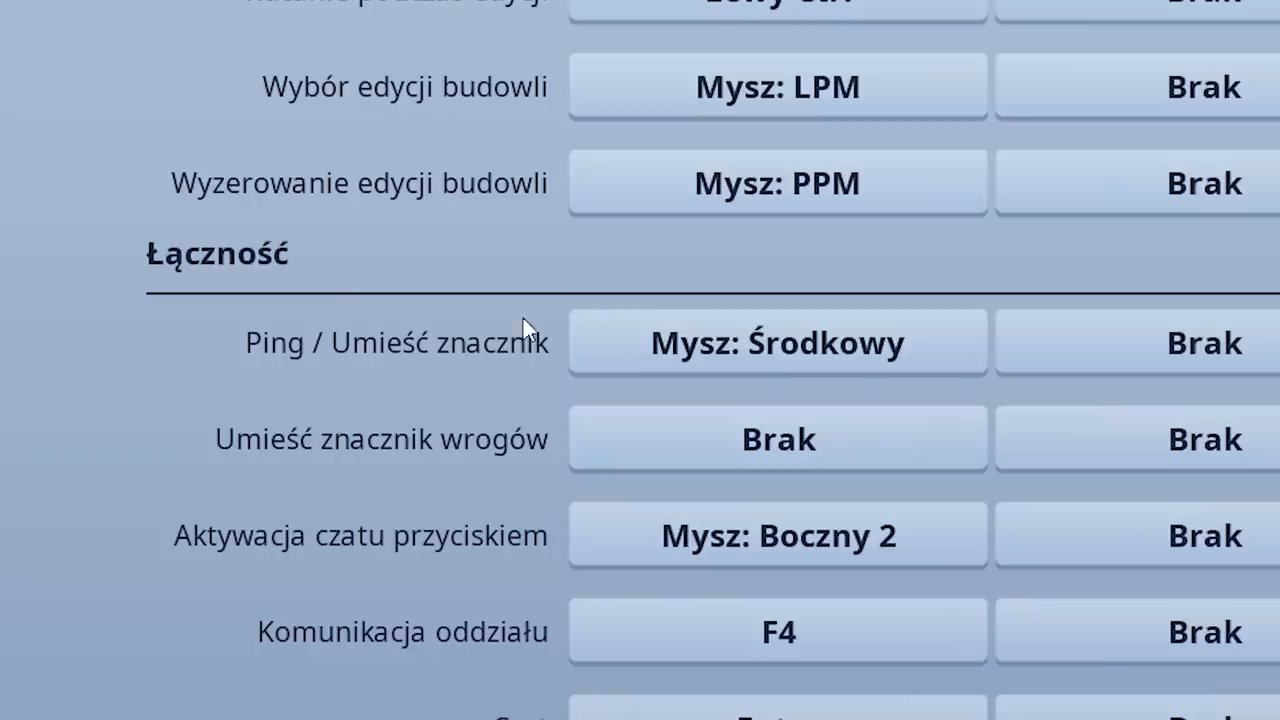 Wybór edycji budowli Mysz: LPM Brak
Wyzerowanie edycji budowli Mysz: PPM Brak
Łączność
Ping / Umieść znacznik Mysz: Środkowy Brak
Umieść znacznik wrogów Brak Brak
Aktywacja czatu przyciskiem Mysz: Boczny 2 Brak
Komunikacja oddziału F4 Brak